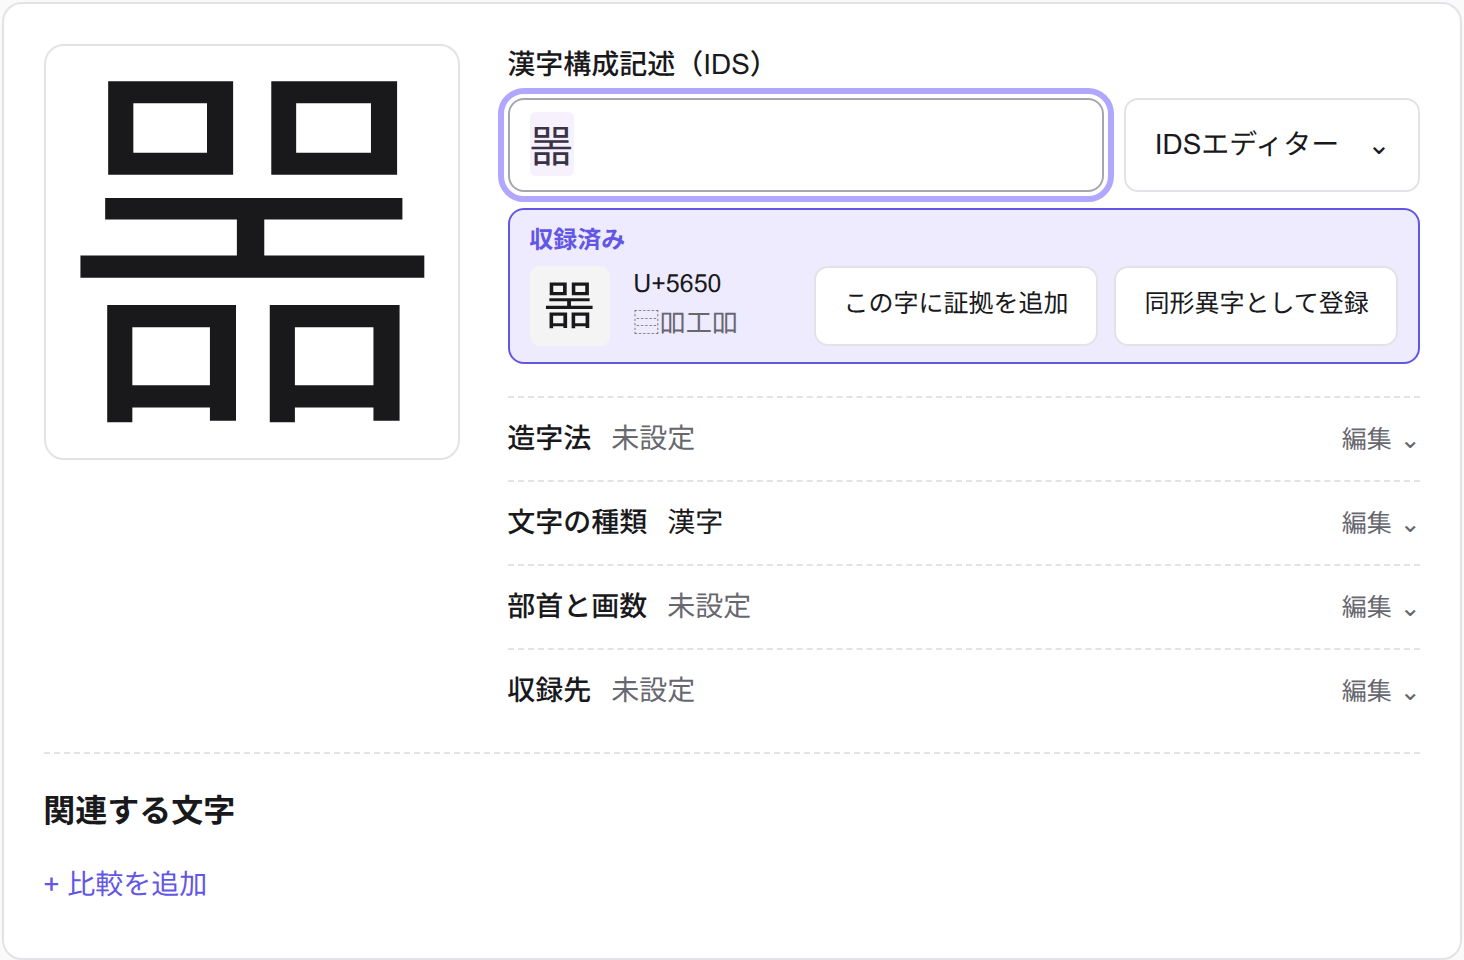 噐
漢字構成記述（IDS）
噐
IDSエディター
収録済み
噐
U+5650
⿳吅工吅
この字に証拠を追加
同形異字として登録
造字法 未設定 編集
文字の種類 漢字 編集
部首と画数 未設定 編集
収録先 未設定 編集
関連する文字
+ 比較を追加